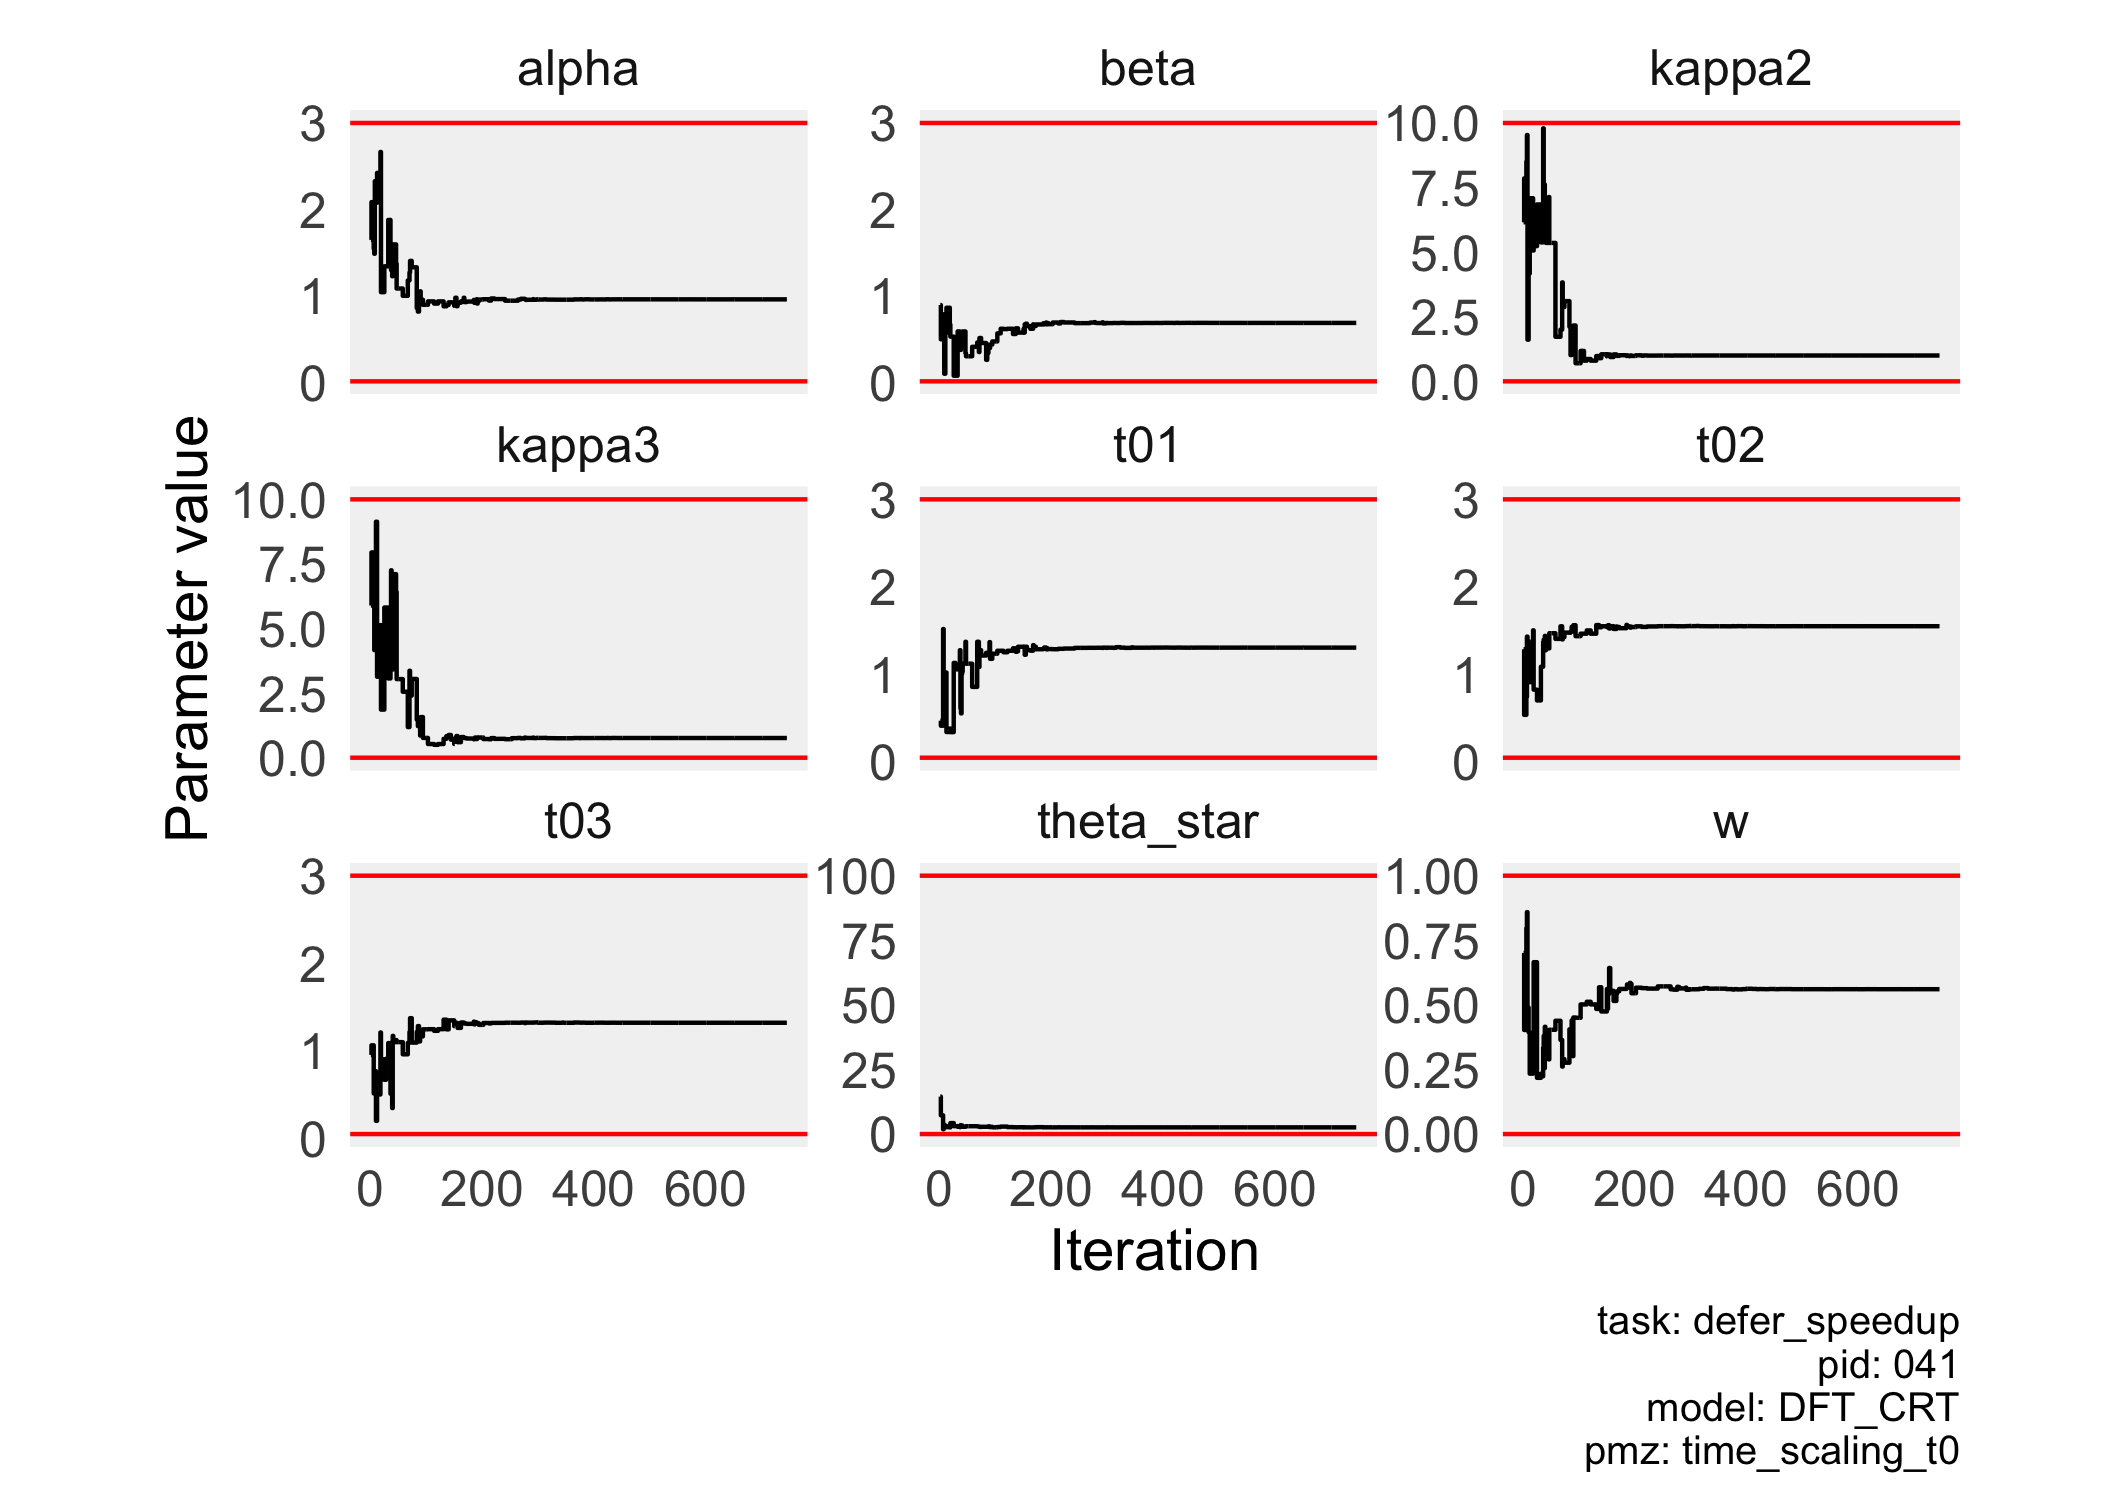 alpha
beta
kappa2
3
2
1
0
3
2
1
0
10.0
7.5
5.0
2.5
0.0
kappa3
t01
t02
10.0
7.5
5.0
2.5
0.0
3
2
1
0
3
2
1
0
t03
theta_star
w
3
2
1
0
100
75
50
25
0
1.00
0.75
0.50
0.25
0.00
0 200 400 600
0 200 400 600
0 200 400 600
Parameter value
Iteration
task: defer_speedup
pid: 041
model: DFT_CRT
pmz: time_scaling_t0